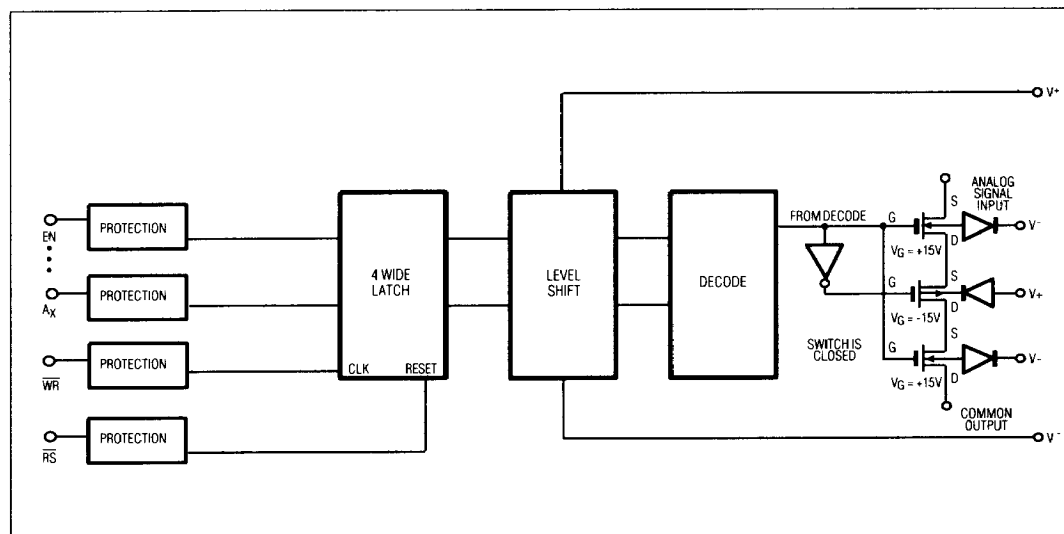 V+
EN
PROTECTION
AX
PROTECTION
WR
PROTECTION
RS
PROTECTION
4 WIDE
LATCH
CLK RESET
LEVEL
SHIFT
DECODE
FROM DECODE
ANALOG
SIGNAL
INPUT
G
S
D
VG = +15V
V-
G
S
D
VG = -15V
V+
SWITCH IS
CLOSED
G
S
D
VG = +15V
V-
COMMON
OUTPUT
V-